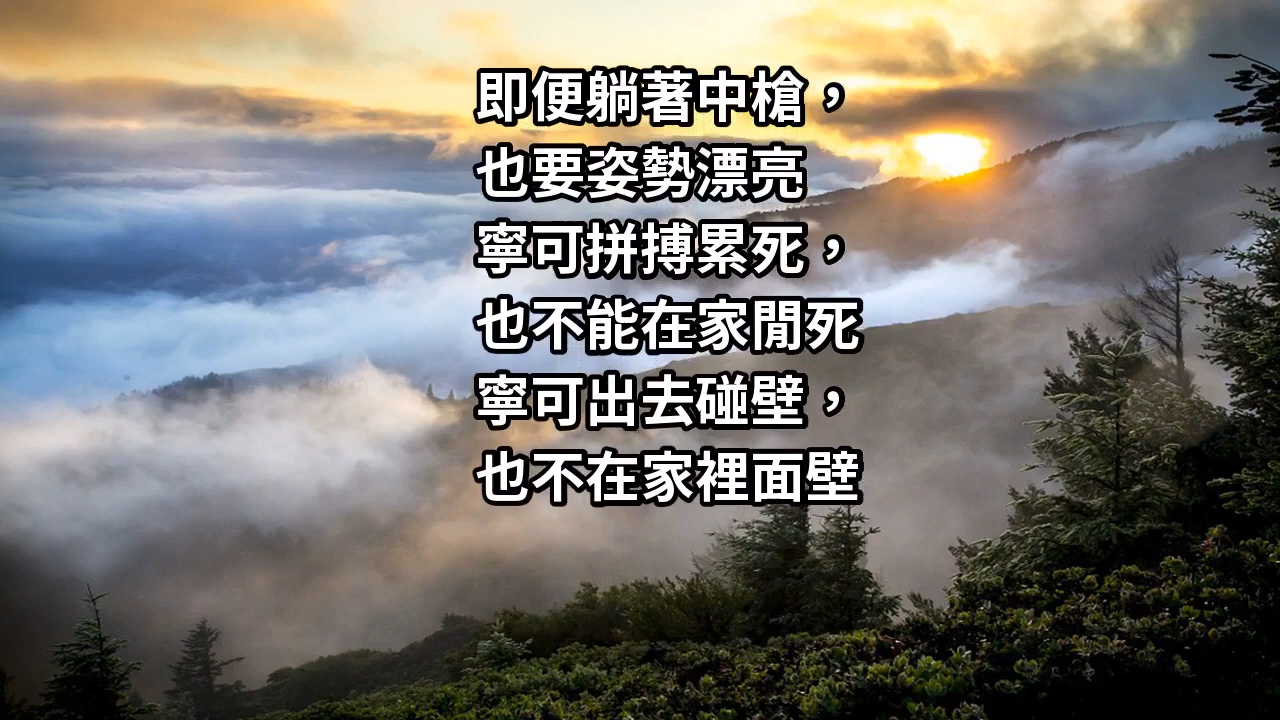 即便躺著中槍，
也要姿勢漂亮
寧可拼搏累死，
也不能在家閒死
寧可出去碰壁，
也不在家裡面壁